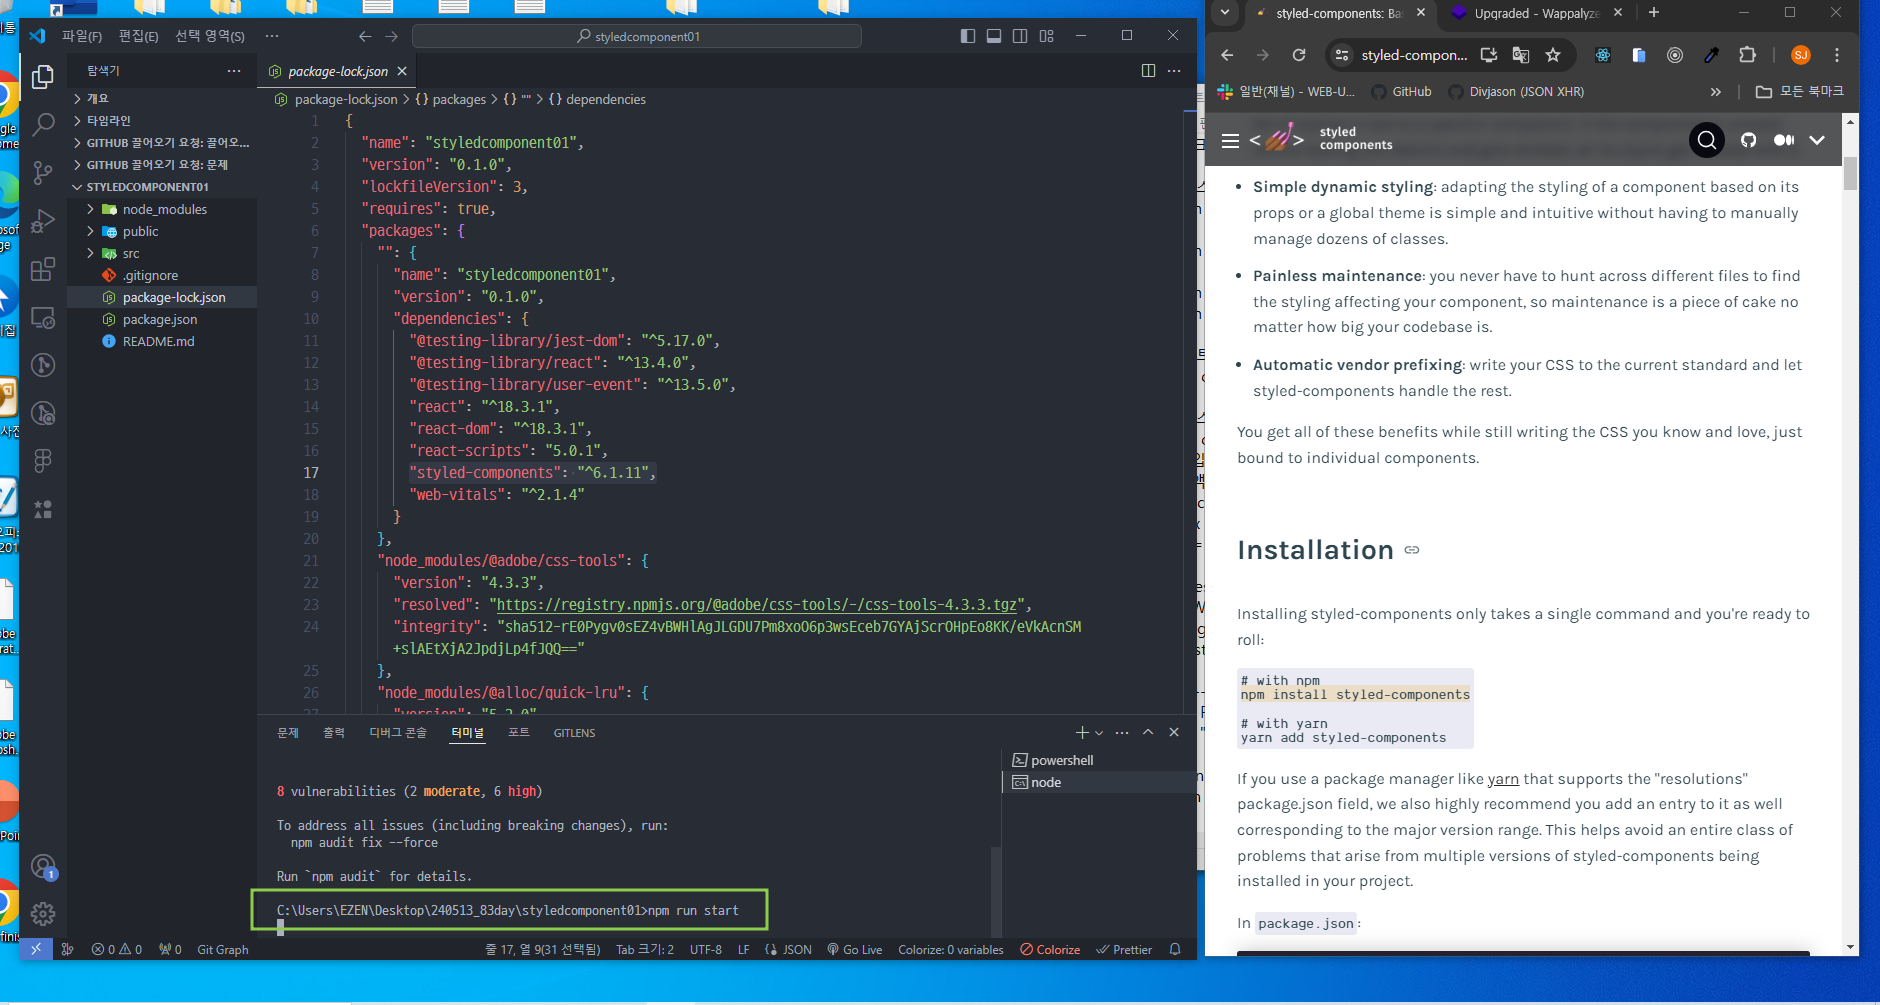 파일(F) 편집(E) 선택 영역(S) ··· styledcomponent01
탐색기
개요
타임라인
GITHUB 끌어오기 요청: 끌어오...
GITHUB 끌어오기 요청: 문제
STYLEDCOMPONENT01
node_modules
public
src
.gitignore
package-lock.json
package.json
README.md
package-lock.json
package-lock.json > {} packages > {} "" > {} dependencies
1 {
2 "name": "styledcomponent01",
3 "version": "0.1.0",
4 "lockfileVersion": 3,
5 "requires": true,
6 "packages": {
7 "": {
8 "name": "styledcomponent01",
9 "version": "0.1.0",
10 "dependencies": {
11 "@testing-library/jest-dom": "^5.17.0",
12 "@testing-library/react": "^13.4.0",
13 "@testing-library/user-event": "^13.5.0",
14 "react": "^18.3.1",
15 "react-dom": "^18.3.1",
16 "react-scripts": "5.0.1",
17 "styled-components": "^6.1.11",
18 "web-vitals": "^2.1.4"
19 }
20 },
21 "node_modules/@adobe/css-tools": {
22 "version": "4.3.3",
23 "resolved": "https://registry.npmjs.org/@adobe/css-tools/-/css-tools-4.3.3.tgz",
24 "integrity": "sha512-rE0Pygv0sEZ4vBWHlAgJLGDU7Pm8xoO6p3wsEceb7GYAjScrOHpEo8KK/eVkAcnSM
+slAEtXjA2JpdjLp4fJQQ=="
25 },
26 "node_modules/@alloc/quick-lru": {
27 "version": "5.2.0",
문제 출력 디버그 콘솔 터미널 포트 GITLENS
powershell
node
8 vulnerabilities (2 moderate, 6 high)
To address all issues (including breaking changes), run:
npm audit fix --force
Run `npm audit` for details.
C:\Users\EZEN\Desktop\240513_83day\styledcomponent01>npm run start
1
0 0 0 Git Graph 줄 17, 열 9(31 선택됨) Tab 크기: 2 UTF-8 LF JSON Go Live Colorize: 0 variables Colorize Prettier
styled-components: Ba Upgraded - Wappalyze
styled-compon... SJ
일반(채널) - WEB-U... GitHub Divjason (JSON XHR) » 모든 북마크
styled
components
• Simple dynamic styling: adapting the styling of a component based on its
props or a global theme is simple and intuitive without having to manually
manage dozens of classes.
• Painless maintenance: you never have to hunt across different files to find
the styling affecting your component, so maintenance is a piece of cake no
matter how big your codebase is.
• Automatic vendor prefixing: write your CSS to the current standard and let
styled-components handle the rest.
You get all of these benefits while still writing the CSS you know and love, just
bound to individual components.
Installation
Installing styled-components only takes a single command and you're ready to
roll:
# with npm
npm install styled-components
# with yarn
yarn add styled-components
If you use a package manager like yarn that supports the "resolutions"
package.json field, we also highly recommend you add an entry to it as well
corresponding to the major version range. This helps avoid an entire class of
problems that arise from multiple versions of styled-components being
installed in your project.
In package.json: